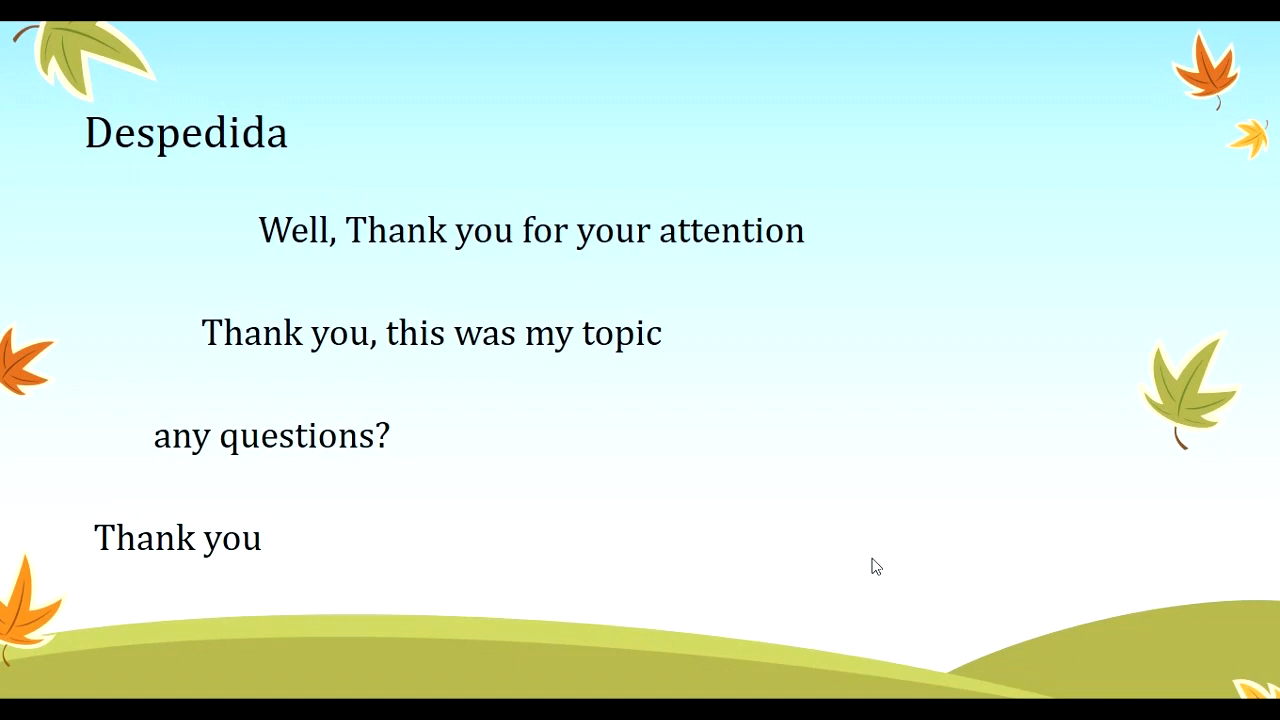 Despedida
Well, Thank you for your attention
Thank you, this was my topic
any questions?
Thank you